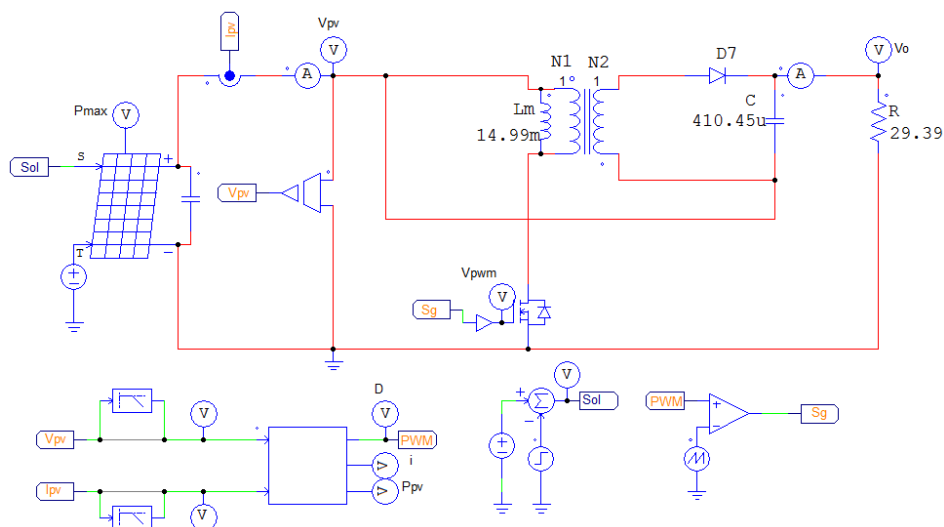 Ipv
Vpv
V
A
N1
N2
D7
V
Vo
1
1
A
Pmax
V
Lm
14.99m
C
410.45u
R
29.39
Sol
S
+
Vpv
T
−
+
−
Vpwm
V
Sg
D
V
V
Vpv
PWM
V
i
Ipv
V
Ppv
V
V
+
Σ
Sol
−
+
−
PWM
+
−
Sg